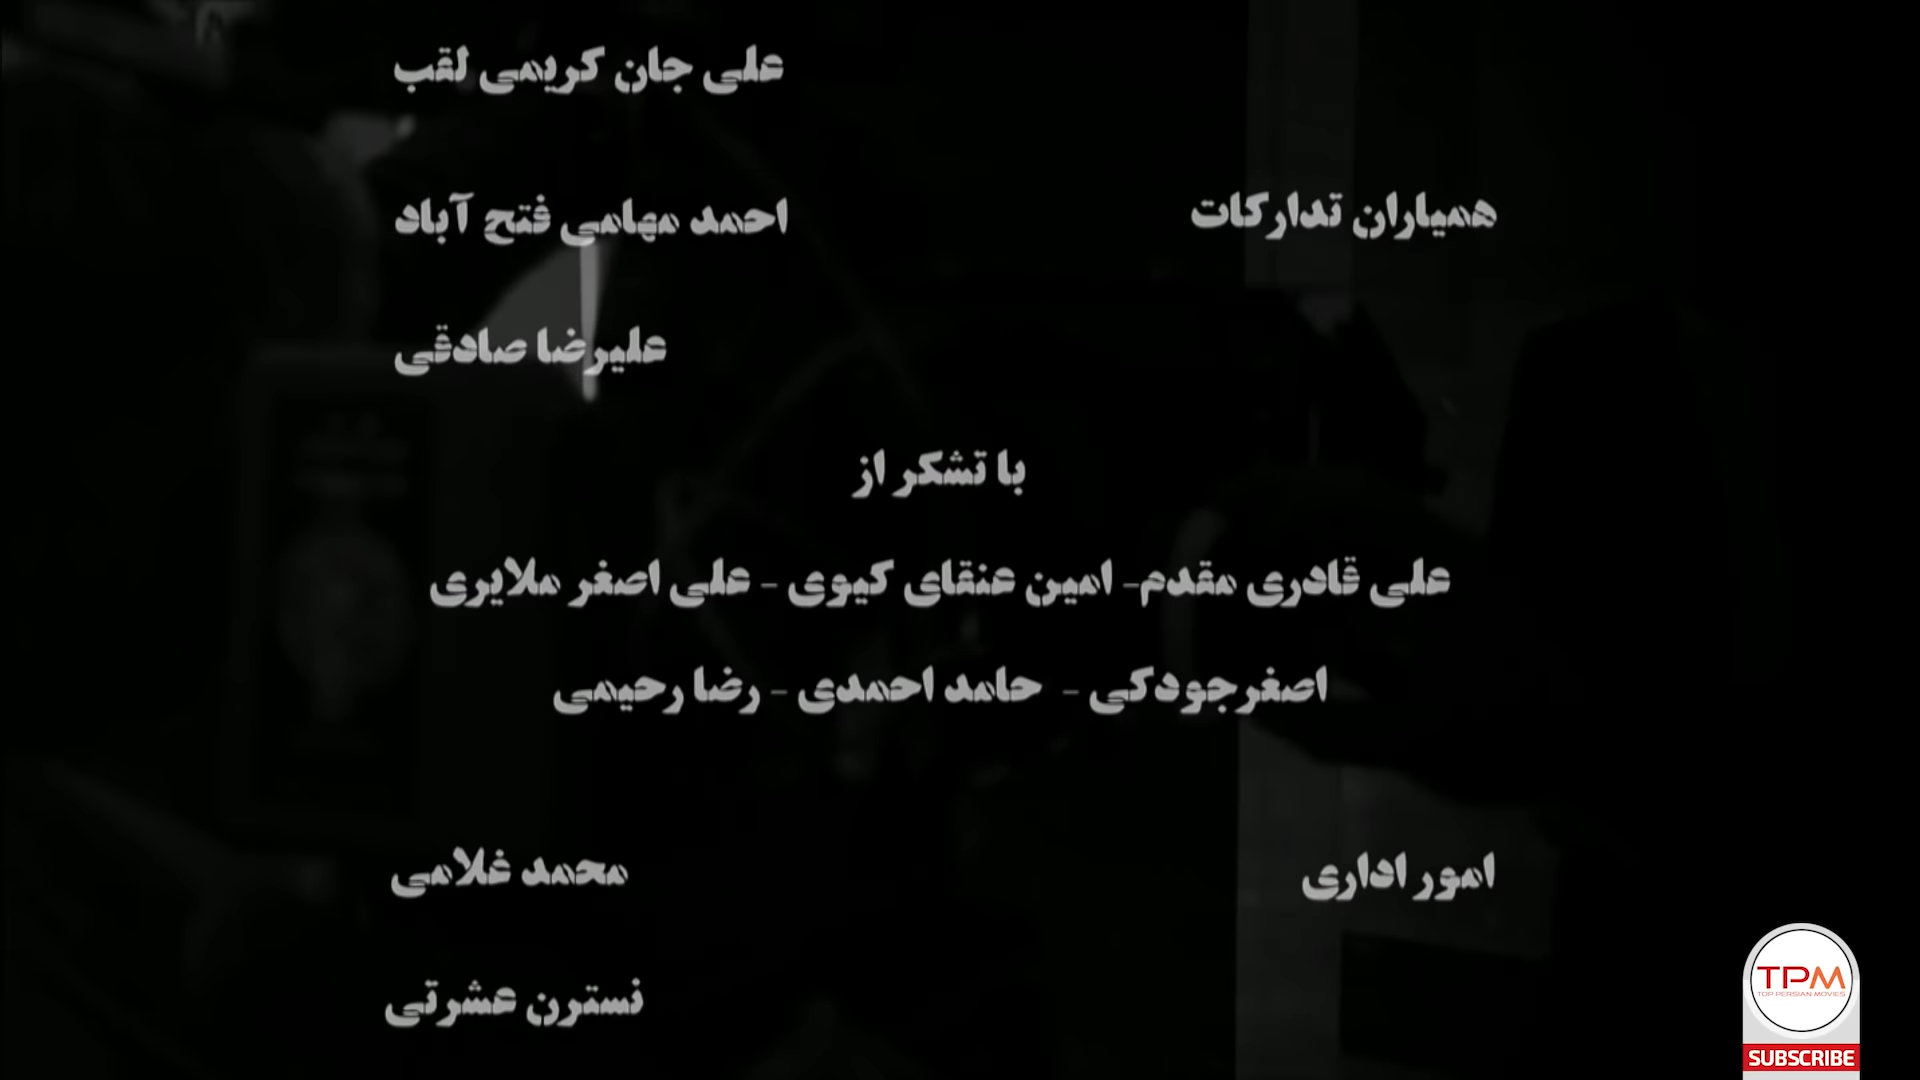 علی جان کریمی لقب
همیاران تدارکات احمد مهامی فتح آباد
علیرضا صادقی
با تشکر از
علی قادری مقدم- امین عنقای کیوی - علی اصغر ملایری
اصغرجودکی - حامد احمدی - رضا رحیمی
امور اداری محمد غلامی
نسترن عشرتی
TPM
TOP PERSIAN MOVIES
SUBSCRIBE